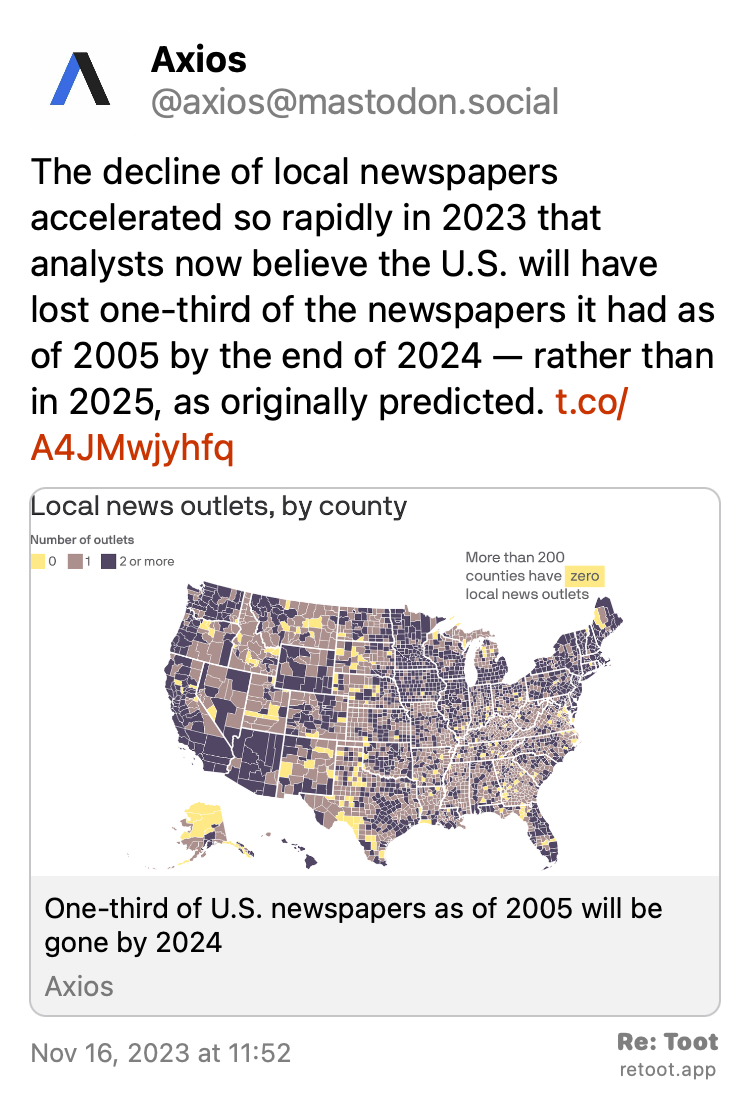 Axios
@axios@mastodon.social
The decline of local newspapers
accelerated so rapidly in 2023 that
analysts now believe the U.S. will have
lost one-third of the newspapers it had as
of 2005 by the end of 2024 — rather than
in 2025, as originally predicted. t.co/
A4JMwjyhfq
Local news outlets, by county
Number of outlets
0 1 2 or more
More than 200
counties have zero
local news outlets
One-third of U.S. newspapers as of 2005 will be
gone by 2024
Axios
Nov 16, 2023 at 11:52
Re: Toot
retoot.app